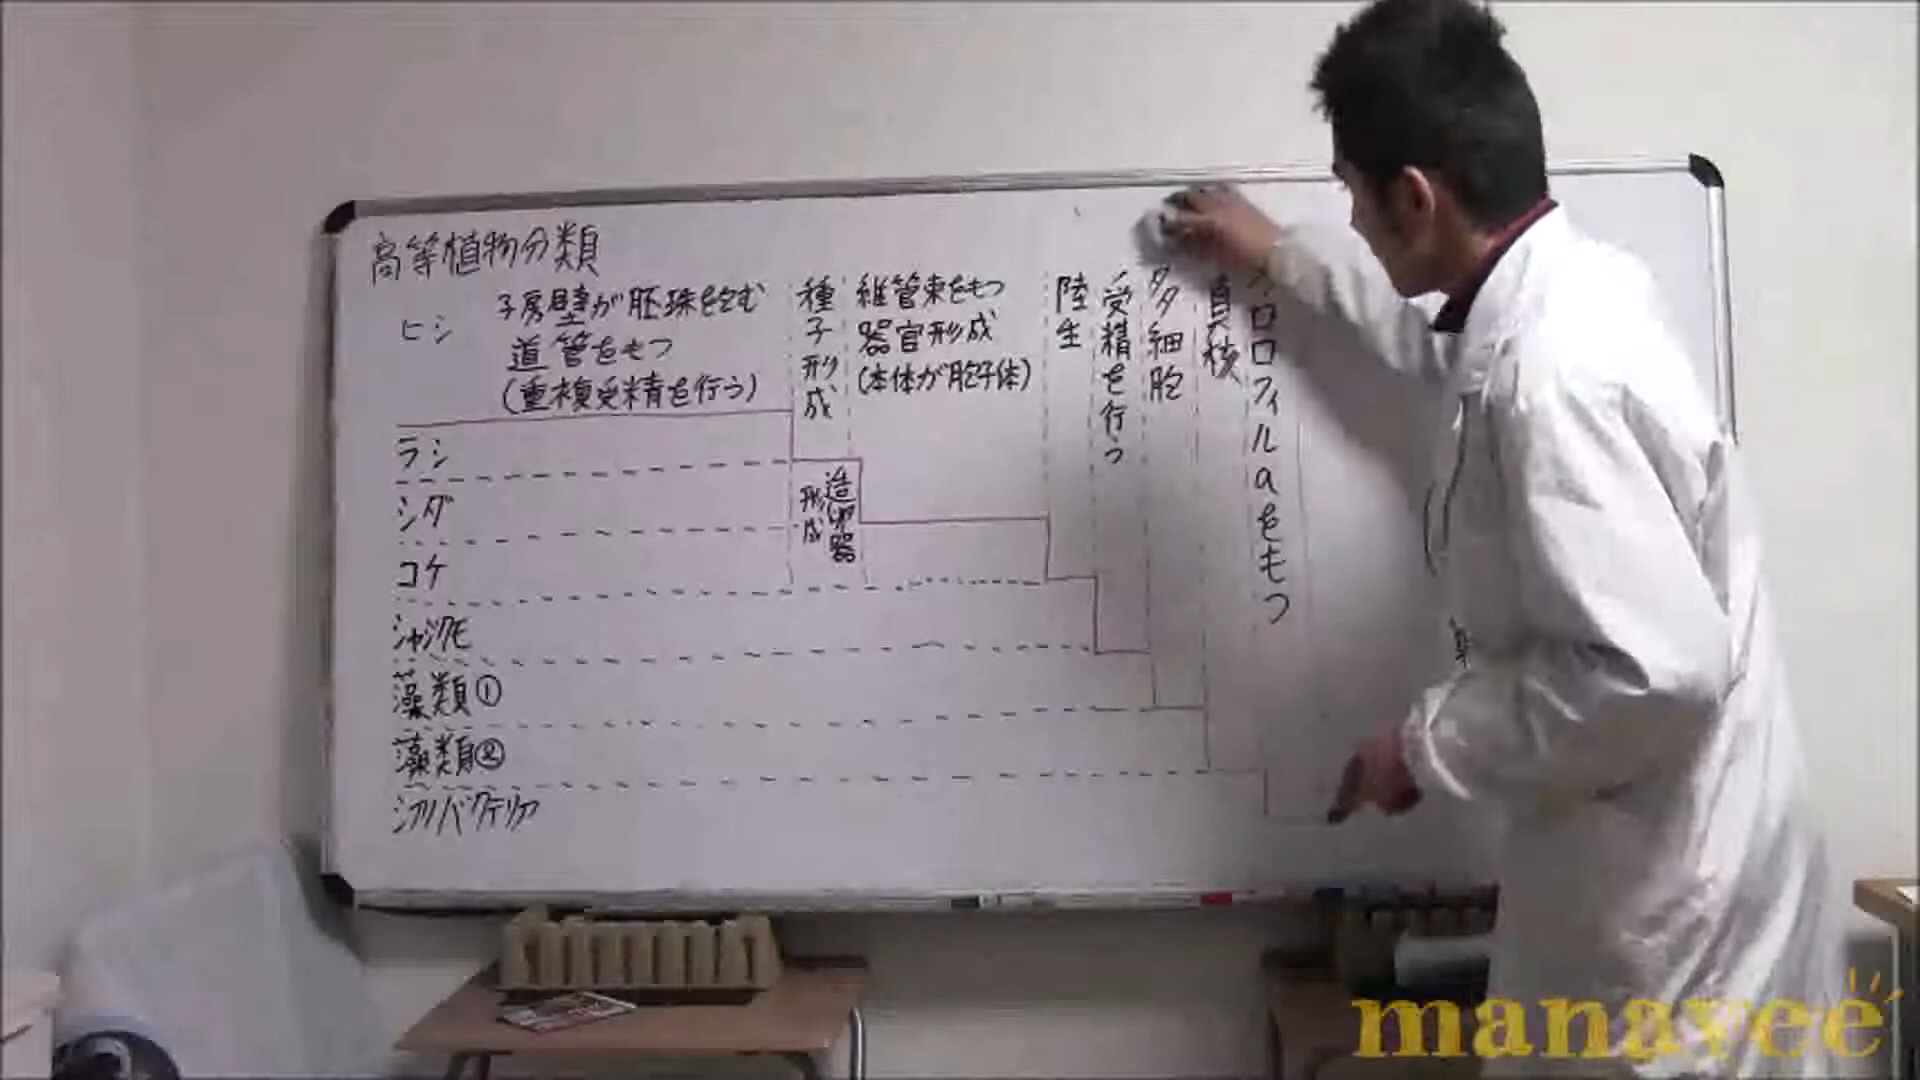 高等植物分類
ヒシ
子房壁が胚珠を包む
道管をもつ
(重複受精を行う)
種子形成
維管束をもつ
器官形成
(本体が胞子体)
陸生
受精を行う
多細胞
真核
クロロフィルaをもつ
ラシ
シダ
造卵器
形成
コケ
シャジクモ
藻類①
藻類②
シアノバクテリア
manavee